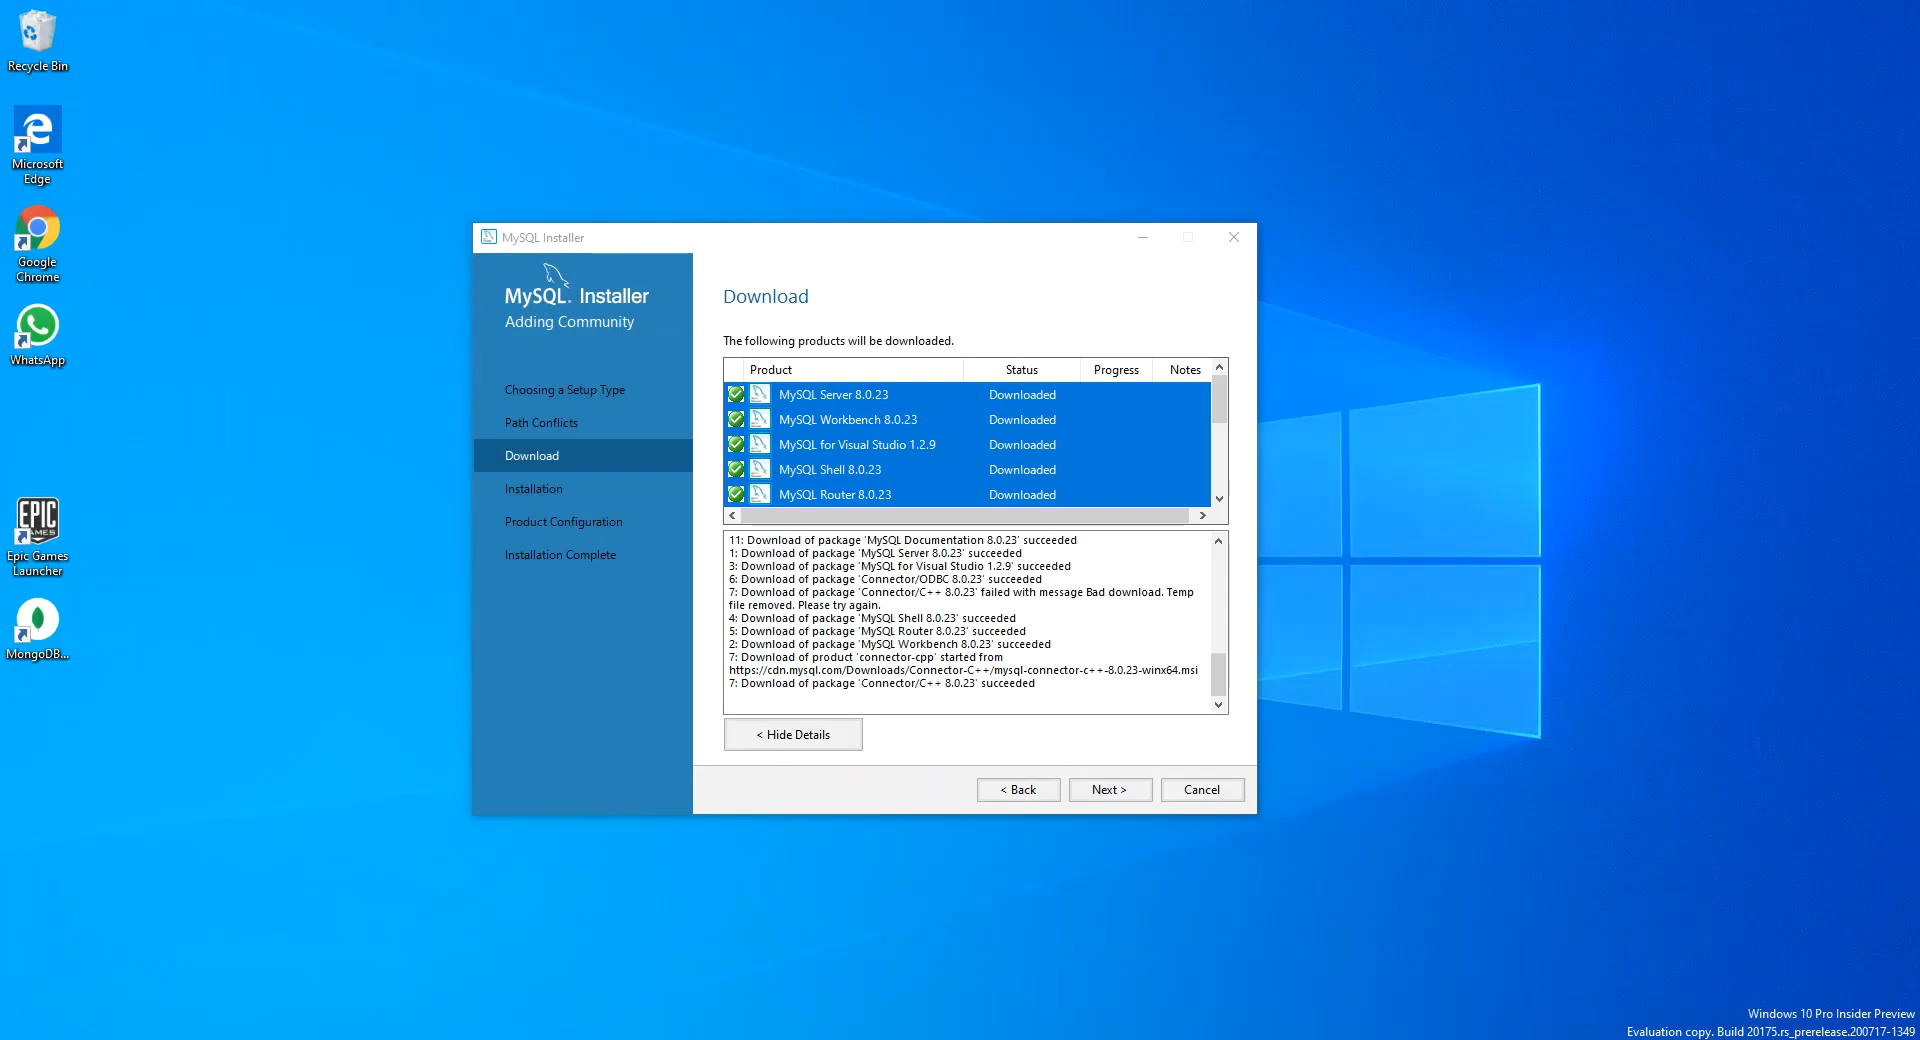 Recycle Bin
Microsoft
Edge
Google
Chrome
WhatsApp
EPIC
GAMES
Epic Games
Launcher
MongoDB...
MySQL Installer
MySQL. Installer
Adding Community
Choosing a Setup Type
Path Conflicts
Download
Installation
Product Configuration
Installation Complete
Download
The following products will be downloaded.
Product Status Progress Notes
MySQL Server 8.0.23 Downloaded
MySQL Workbench 8.0.23 Downloaded
MySQL for Visual Studio 1.2.9 Downloaded
MySQL Shell 8.0.23 Downloaded
MySQL Router 8.0.23 Downloaded
11: Download of package 'MySQL Documentation 8.0.23' succeeded
1: Download of package 'MySQL Server 8.0.23' succeeded
3: Download of package 'MySQL for Visual Studio 1.2.9' succeeded
6: Download of package 'Connector/ODBC 8.0.23' succeeded
7: Download of package 'Connector/C++ 8.0.23' failed with message Bad download. Temp
file removed. Please try again.
4: Download of package 'MySQL Shell 8.0.23' succeeded
5: Download of package 'MySQL Router 8.0.23' succeeded
2: Download of package 'MySQL Workbench 8.0.23' succeeded
7: Download of product 'connector-cpp' started from
https://cdn.mysql.com/Downloads/Connector-C++/mysql-connector-c++-8.0.23-winx64.msi
7: Download of package 'Connector/C++ 8.0.23' succeeded
< Hide Details
< Back Next > Cancel
Windows 10 Pro Insider Preview
Evaluation copy. Build 20175.rs_prerelease.200717-1349